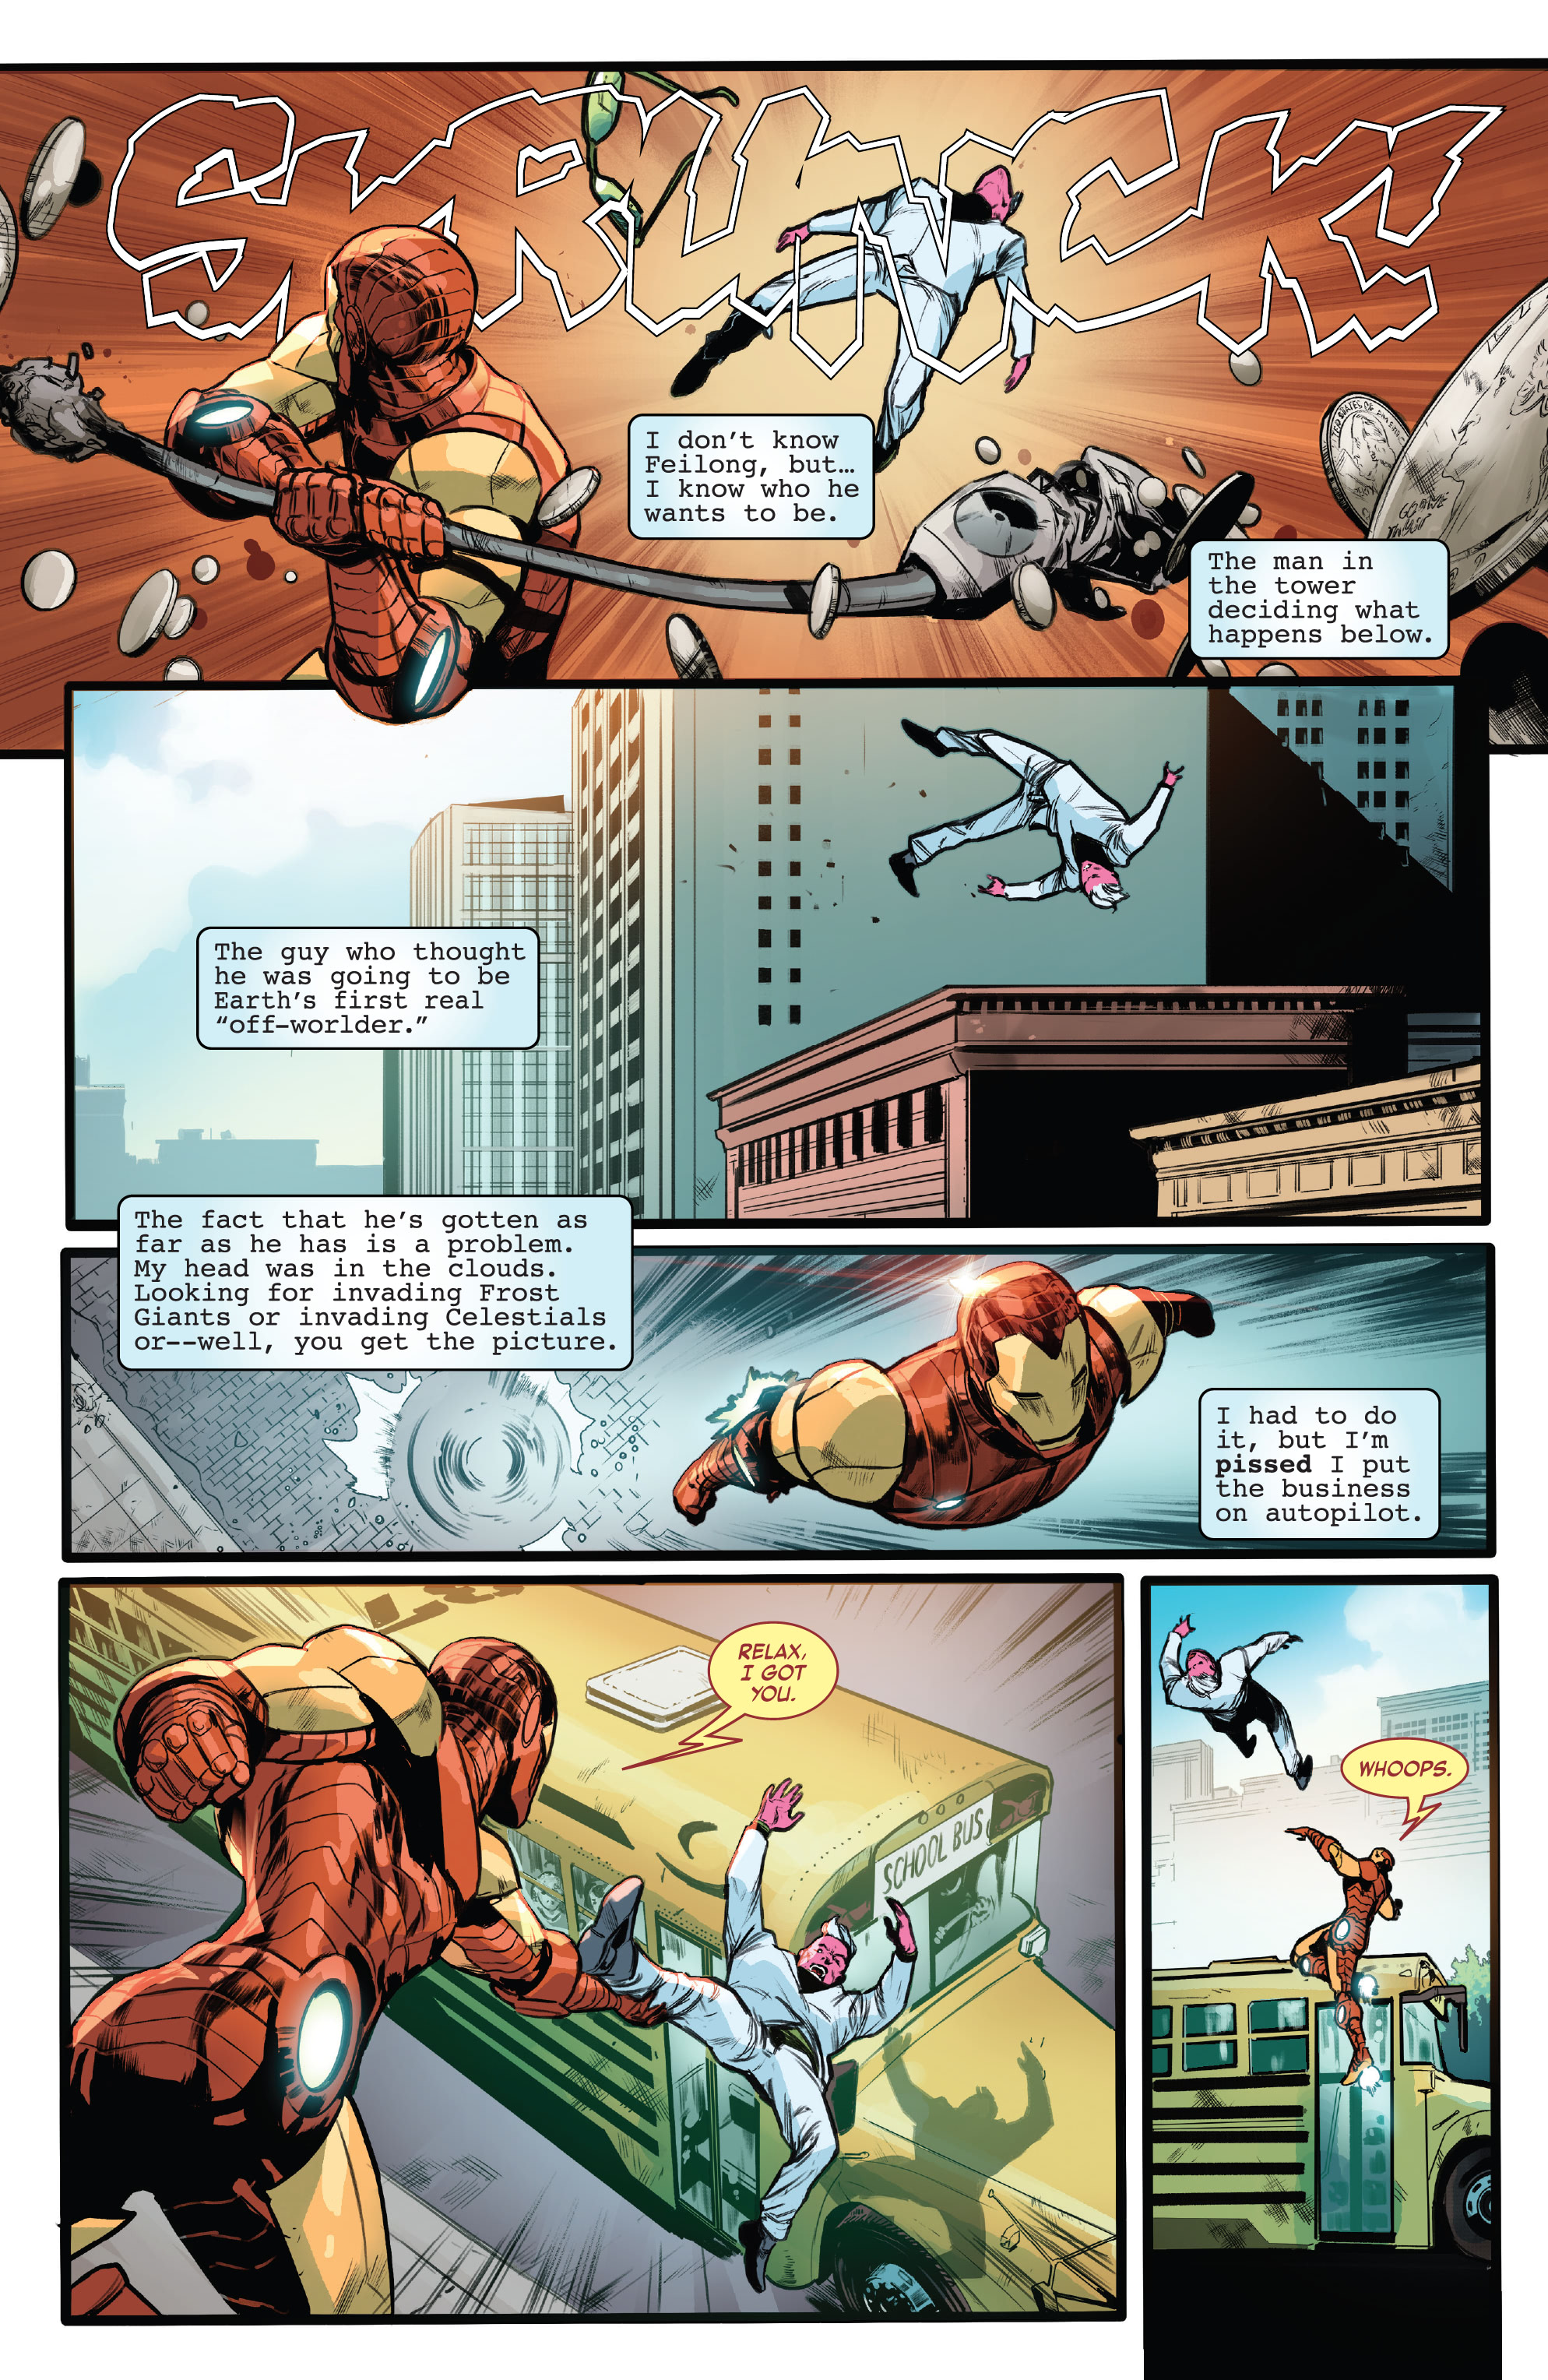 SKRUNCH!
I don't know
Feilong, but...
I know who he
wants to be.
The man in
the tower
deciding what
happens below.
The guy who thought
he was going to be
Earth's first real
“off-worlder.”
The fact that he's gotten as
far as he has is a problem.
My head was in the clouds.
Looking for invading Frost
Giants or invading Celestials
or--well, you get the picture.
I had to do
it, but I'm
pissed I put
the business
on autopilot.
RELAX,
I GOT
YOU.
SCHOOL BUS
WHOOPS.